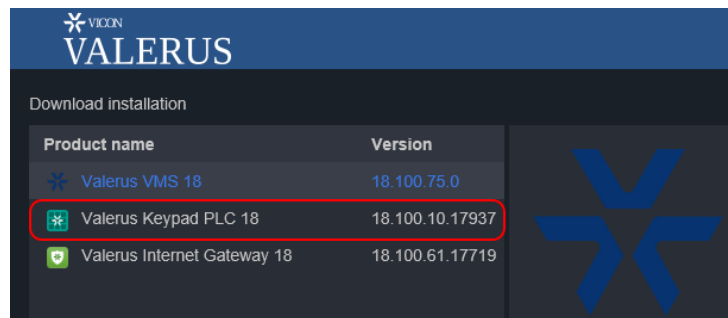 VICON
VALERUS
Download installation
Product name Version
Valerus VMS 18 18.100.75.0
Valerus Keypad PLC 18 18.100.10.17937
Valerus Internet Gateway 18 18.100.61.17719